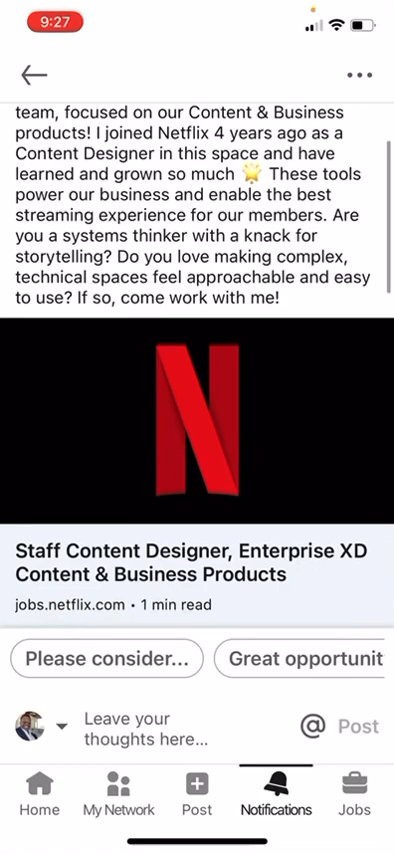 9:27
team, focused on our Content & Business
products! I joined Netflix 4 years ago as a
Content Designer in this space and have
learned and grown so much 🌟 These tools
power our business and enable the best
streaming experience for our members. Are
you a systems thinker with a knack for
storytelling? Do you love making complex,
technical spaces feel approachable and easy
to use? If so, come work with me!
N
Staff Content Designer, Enterprise XD
Content & Business Products
jobs.netflix.com • 1 min read
Please consider...
Great opportunit
Leave your
thoughts here...
@ Post
Home
My Network
Post
Notifications
Jobs